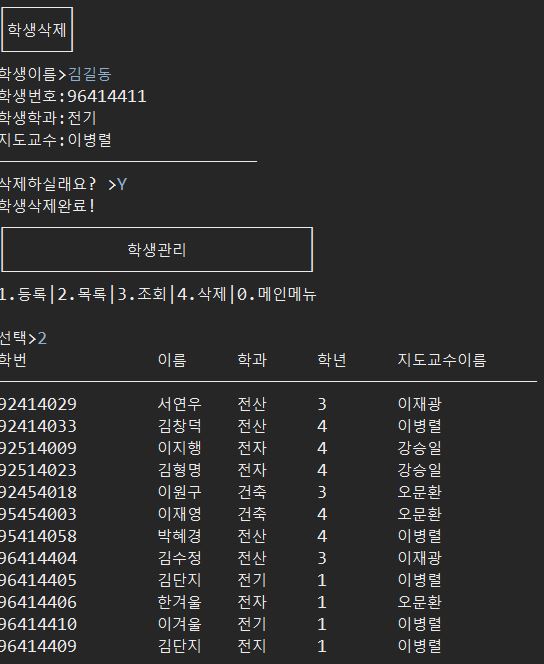 학생삭제
학생이름>김길동
학생번호:96414411
학생학과:전기
지도교수:이병렬
삭제하실래요? >Y
학생삭제완료!
학생관리
1.등록|2.목록|3.조회|4.삭제|0.메인메뉴
선택>2
학번 이름 학과 학년 지도교수이름
92414029 서연우 전산 3 이재광
92414033 김창덕 전산 4 이병렬
92514009 이지행 전자 4 강승일
92514023 김형명 전자 4 강승일
92454018 이원구 건축 3 오문환
95454003 이재영 건축 4 오문환
95414058 박혜경 전산 4 이병렬
96414404 김수정 전산 3 이재광
96414405 김단지 전기 1 이병렬
96414406 한겨울 전자 1 오문환
96414410 이겨울 전기 1 이병렬
96414409 김단지 전지 1 이병렬